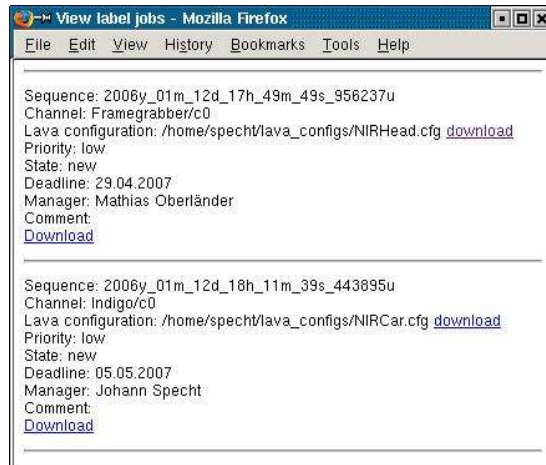 View label jobs - Mozilla Firefox
File Edit View History Bookmarks Tools Help
Sequence: 2006y_01m_12d_17h_49m_49s_956237u
Channel: Framegrabber/c0
Lava configuration: /home/specht/lava_configs/NIRHead.cfg download
Priority: low
State: new
Deadline: 29.04.2007
Manager: Mathias Oberländer
Comment:
Download
Sequence: 2006y_01m_12d_18h_11m_39s_443895u
Channel: Indigo/c0
Lava configuration: /home/specht/lava_configs/NIRCar.cfg download
Priority: low
State: new
Deadline: 05.05.2007
Manager: Johann Specht
Comment:
Download